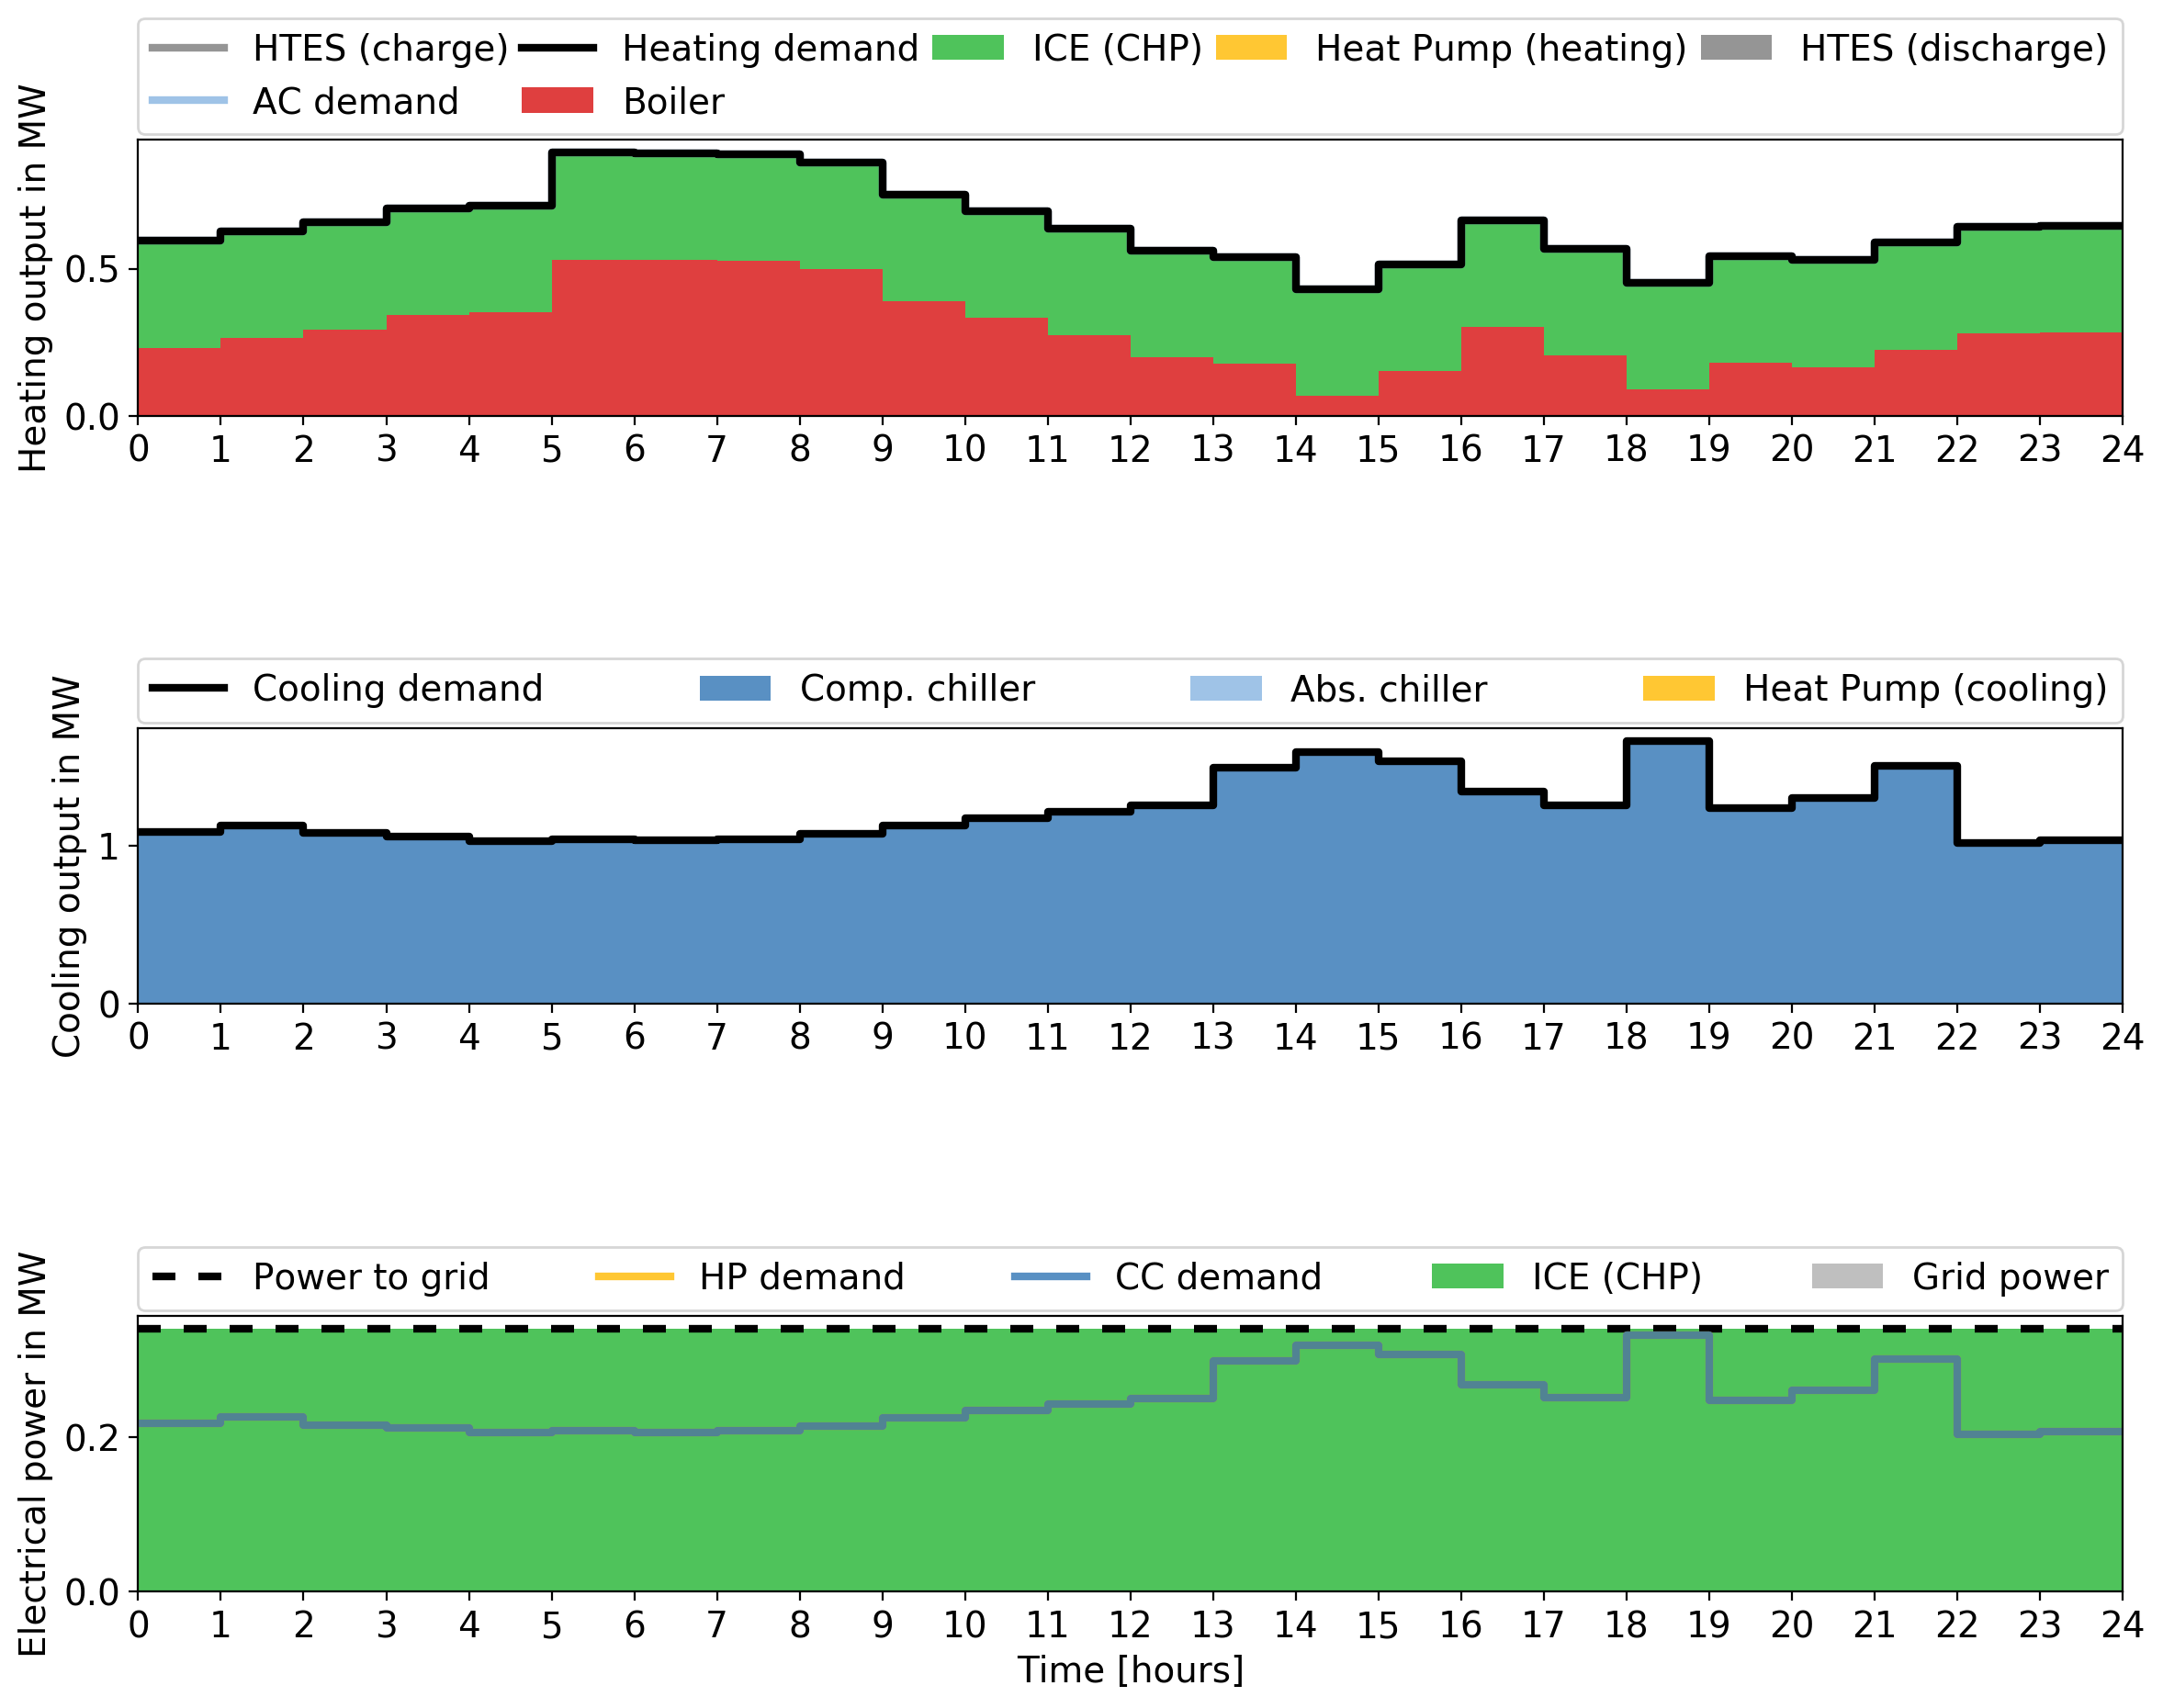 HTES (charge) Heating demand ICE (CHP) Heat Pump (heating) HTES (discharge)
AC demand Boiler
Heating output in MW
0.5
0.0
0 1 2 3 4 5 6 7 8 9 10 11 12 13 14 15 16 17 18 19 20 21 22 23 24
Cooling demand Comp. chiller Abs. chiller Heat Pump (cooling)
Cooling output in MW
1
0
0 1 2 3 4 5 6 7 8 9 10 11 12 13 14 15 16 17 18 19 20 21 22 23 24
Power to grid HP demand CC demand ICE (CHP) Grid power
Electrical power in MW
0.2
0.0
0 1 2 3 4 5 6 7 8 9 10 11 12 13 14 15 16 17 18 19 20 21 22 23 24
Time [hours]